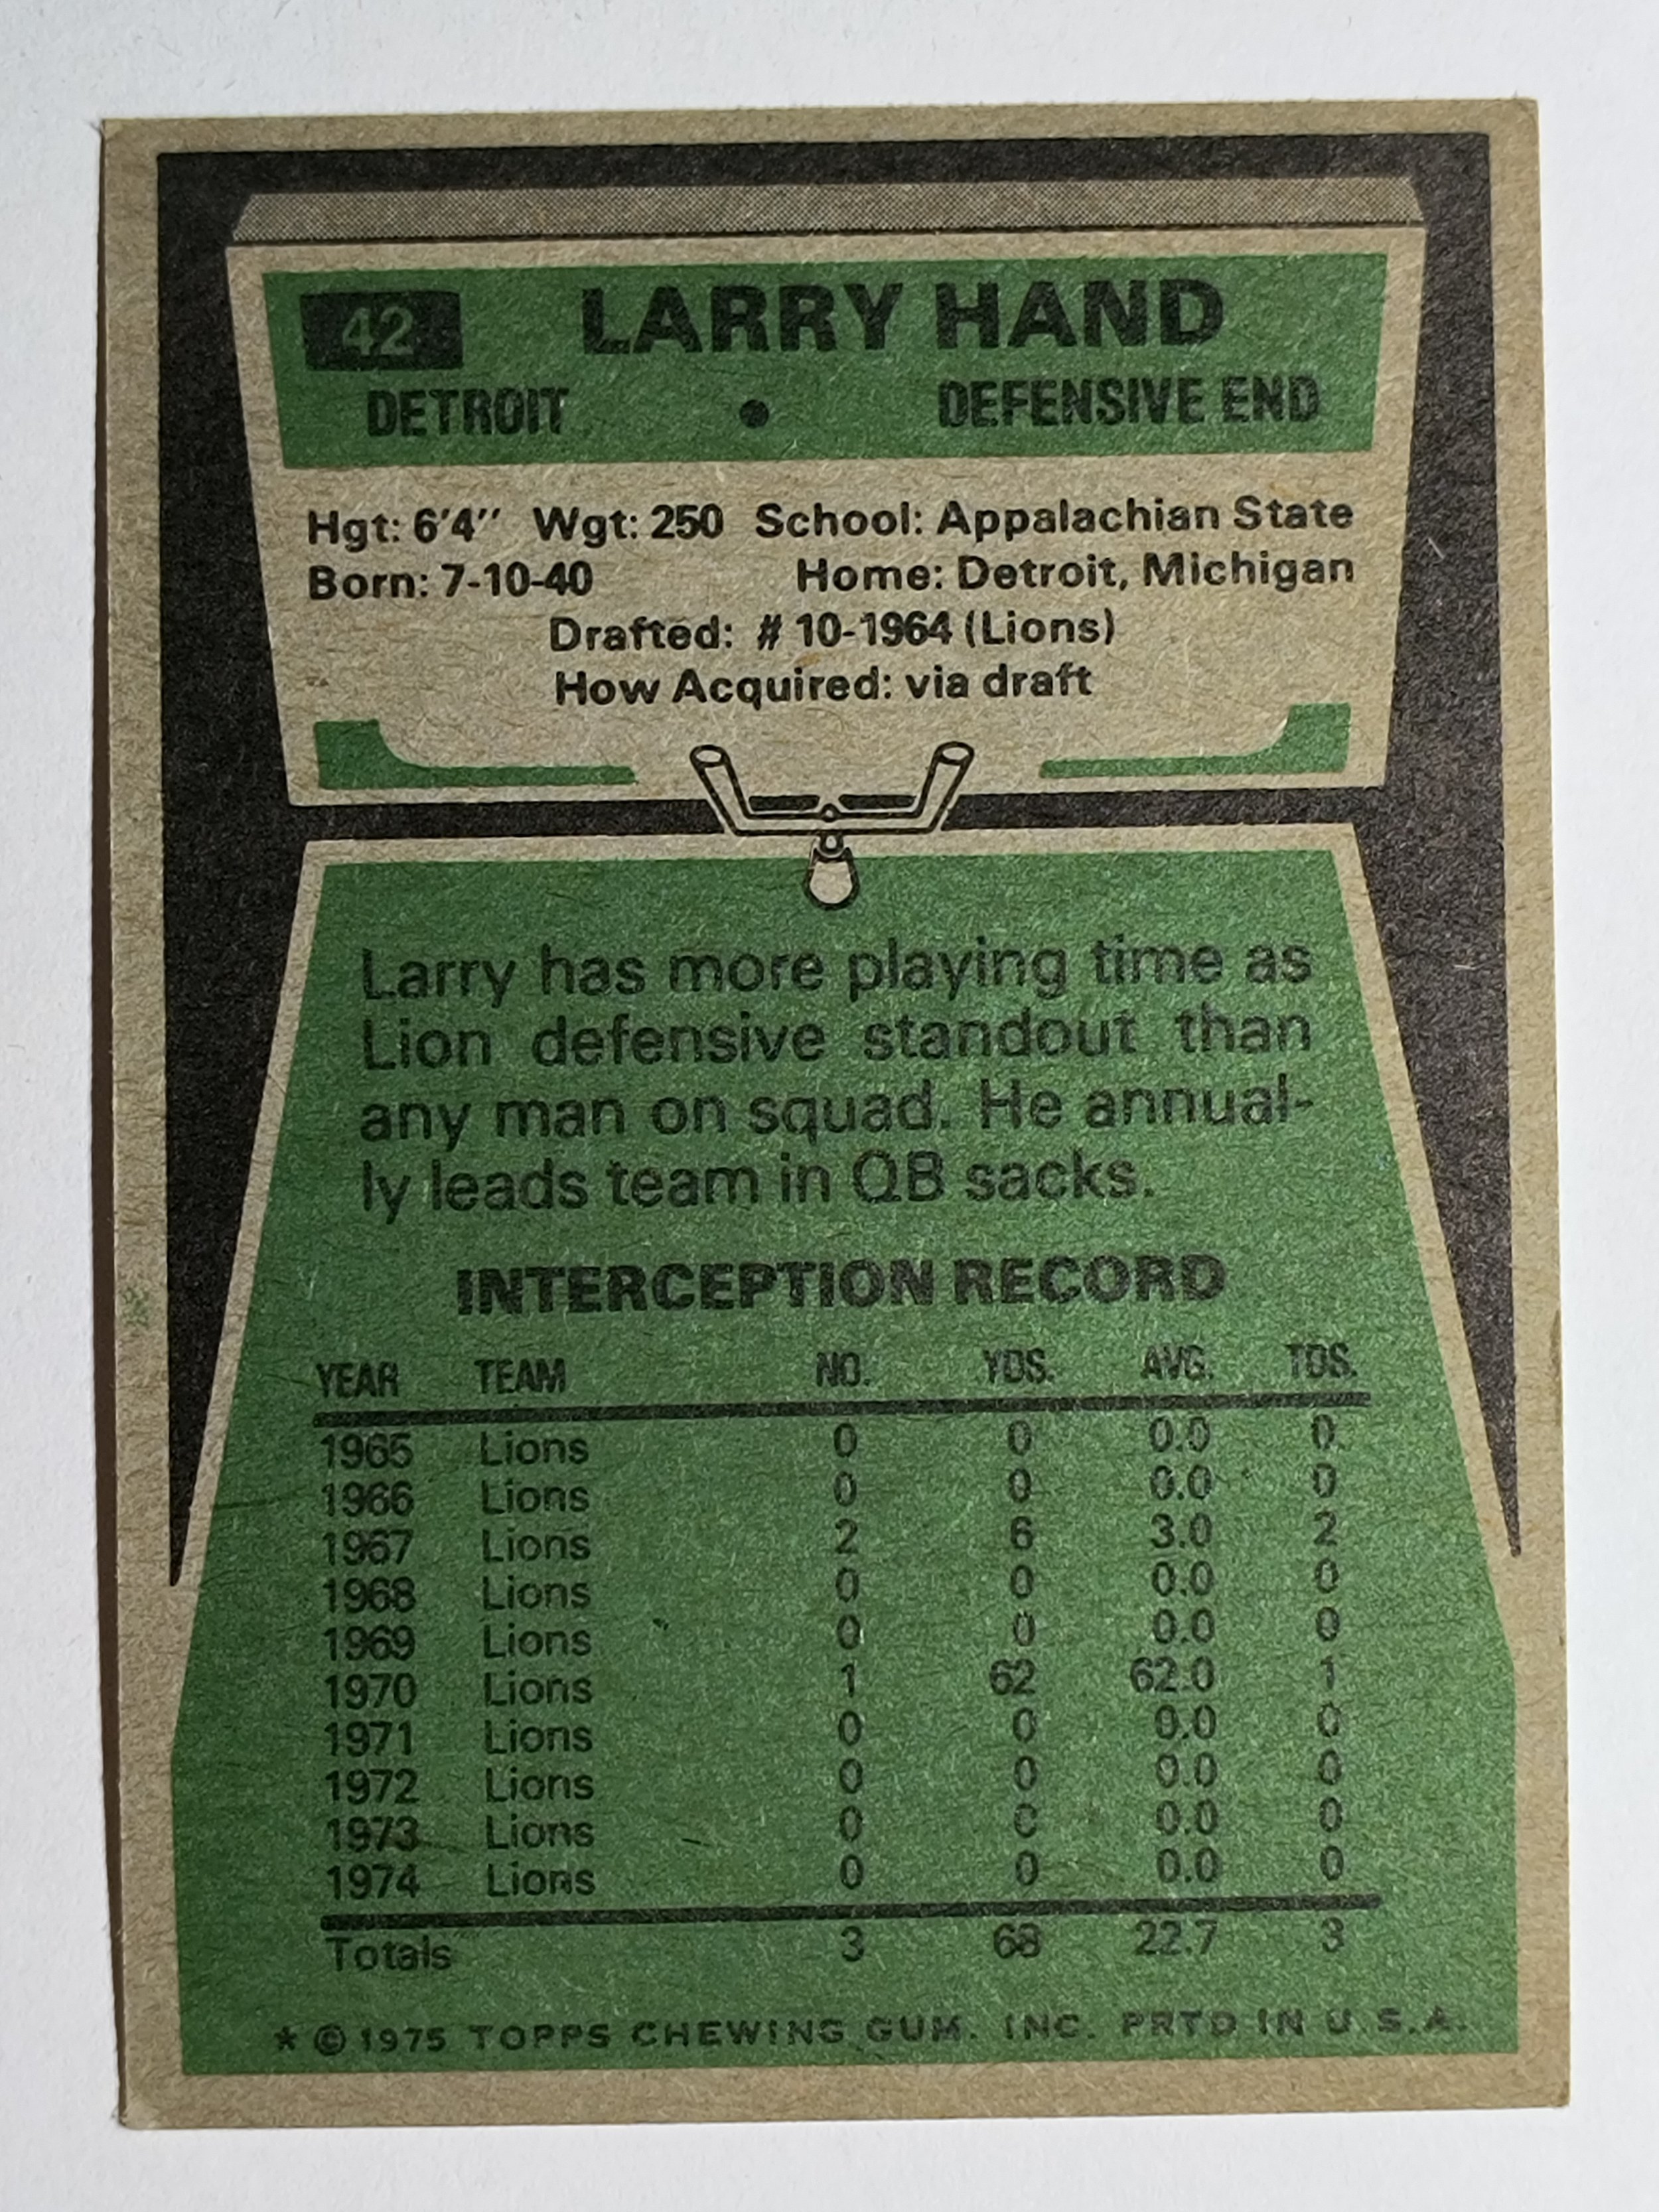 42 LARRY HAND
DETROIT • DEFENSIVE END
Hgt: 6'4" Wgt: 250 School: Appalachian State
Born: 7-10-40 Home: Detroit, Michigan
Drafted: # 10-1964 (Lions)
How Acquired: via draft
Larry has more playing time as
Lion defensive standout than
any man on squad. He annual-
ly leads team in QB sacks.
INTERCEPTION RECORD
YEAR TEAM NO. YDS. AVG. TDS.
1965 Lions 0 0 0.0 0
1966 Lions 0 0 0.0 0
1967 Lions 2 6 3.0 2
1968 Lions 0 0 0.0 0
1969 Lions 0 0 0.0 0
1970 Lions 1 62 62.0 1
1971 Lions 0 0 0.0 0
1972 Lions 0 0 0.0 0
1973 Lions 0 0 0.0 0
1974 Lions 0 0 0.0 0
Totals 3 68 22.7 3
* © 1975 TOPPS CHEWING GUM, INC. PRTD IN U.S.A.